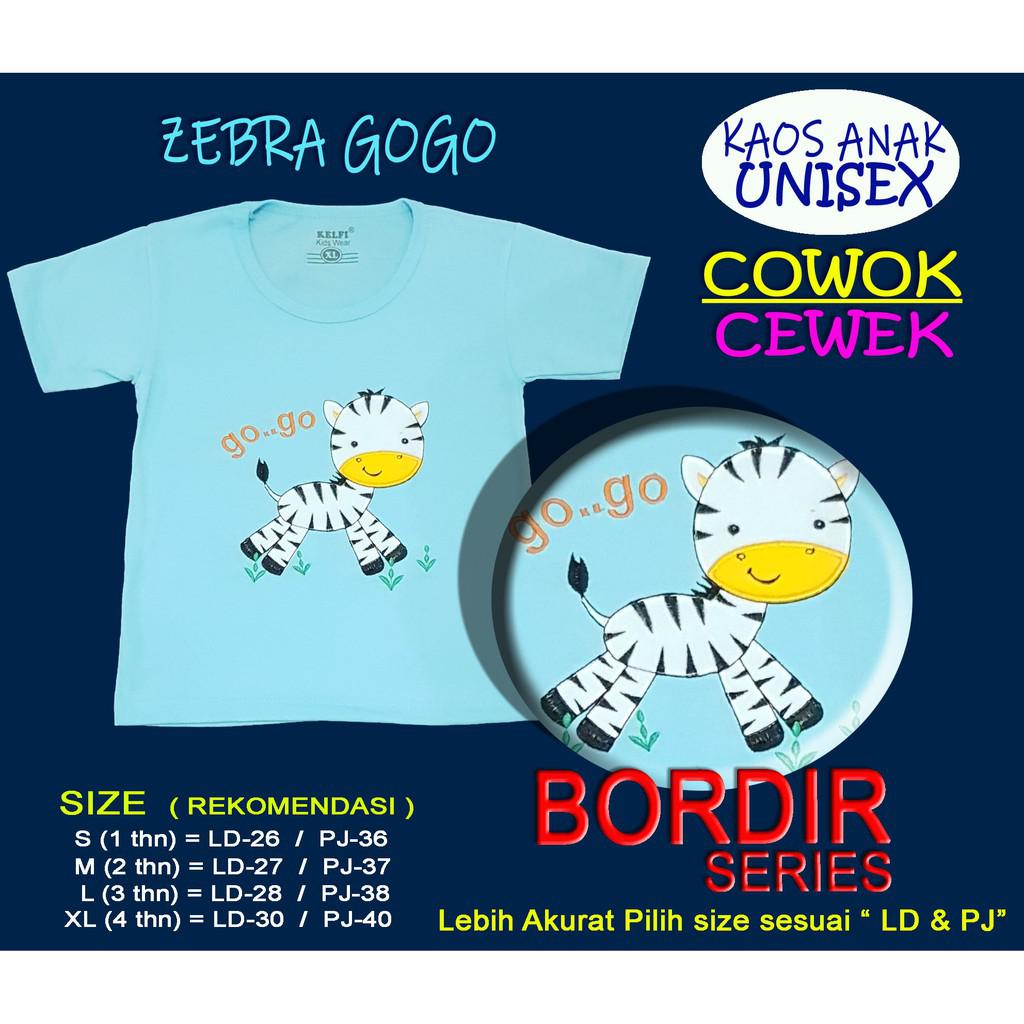 ZEBRA GOGO
KAOS ANAK
UNISEX
COWOK
CEWEK
KELFI®
Kids Wear
XL
go...go
go...go
BORDIR
SERIES
SIZE ( REKOMENDASI )
S (1 thn) = LD-26 / PJ-36
M (2 thn) = LD-27 / PJ-37
L (3 thn) = LD-28 / PJ-38
XL (4 thn) = LD-30 / PJ-40
Lebih Akurat Pilih size sesuai “ LD & PJ”